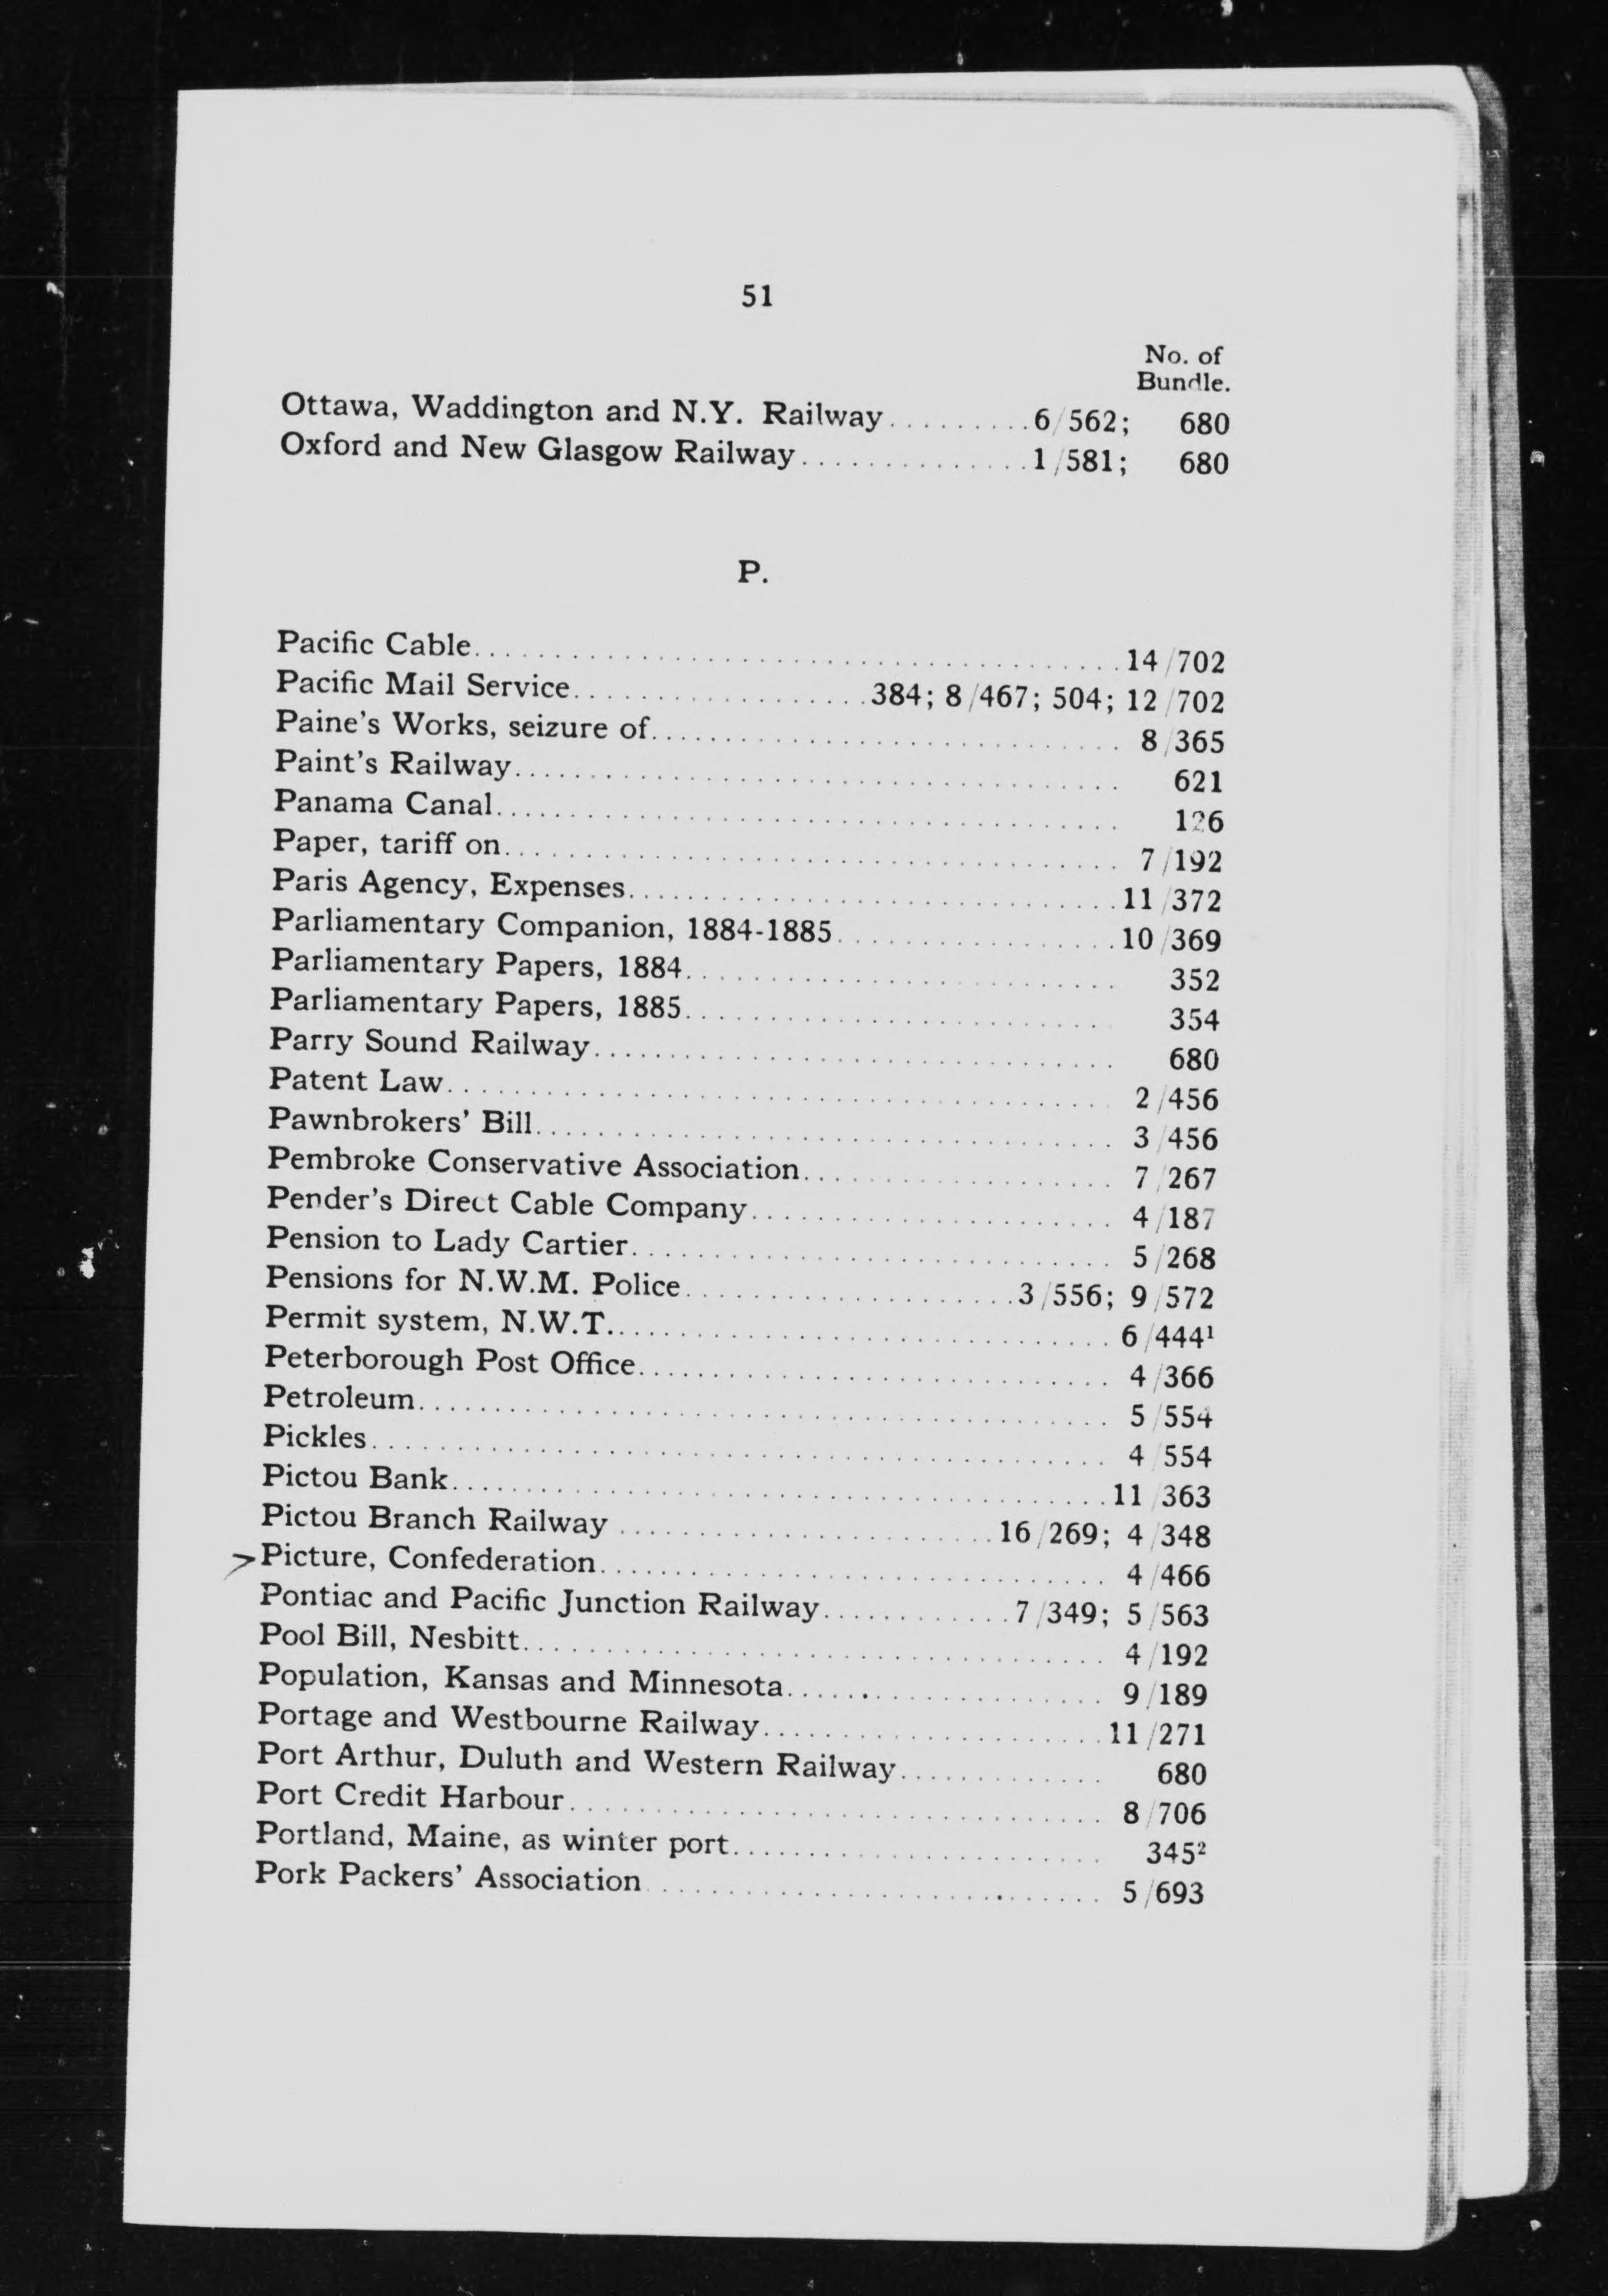 51
No. of
Bundle.
Ottawa, Waddington and N.Y. Railway..........6/562; 680
Oxford and New Glasgow Railway..............1/581; 680
P.
Pacific Cable.......................................14/702
Pacific Mail Service..................384; 8/467; 504; 12/702
Paine's Works, seizure of............................. 8/365
Paint's Railway..................................... 621
Panama Canal...................................... 126
Paper, tariff on..................................... 7/192
Paris Agency, Expenses..............................11/372
Parliamentary Companion, 1884-1885.................10/369
Parliamentary Papers, 1884.......................... 352
Parliamentary Papers, 1885.......................... 354
Parry Sound Railway................................ 680
Patent Law........................................ 2/456
Pawnbrokers' Bill................................... 3/456
Pembroke Conservative Association................... 7/267
Pender's Direct Cable Company...................... 4/187
Pension to Lady Cartier............................. 5/268
Pensions for N.W.M. Police....................3/556; 9/572
Permit system, N.W.T............................... 6/444¹
Peterborough Post Office............................. 4/366
Petroleum.......................................... 5/554
Pickles............................................. 4/554
Pictou Bank........................................11/363
Pictou Branch Railway .......................16/269; 4/348
>Picture, Confederation............................... 4/466
Pontiac and Pacific Junction Railway............7/349; 5/563
Pool Bill, Nesbitt................................... 4/192
Population, Kansas and Minnesota.................... 9/189
Portage and Westbourne Railway.....................11/271
Port Arthur, Duluth and Western Railway............. 680
Port Credit Harbour................................. 8/706
Portland, Maine, as winter port....................... 345²
Pork Packers' Association............................ 5/693